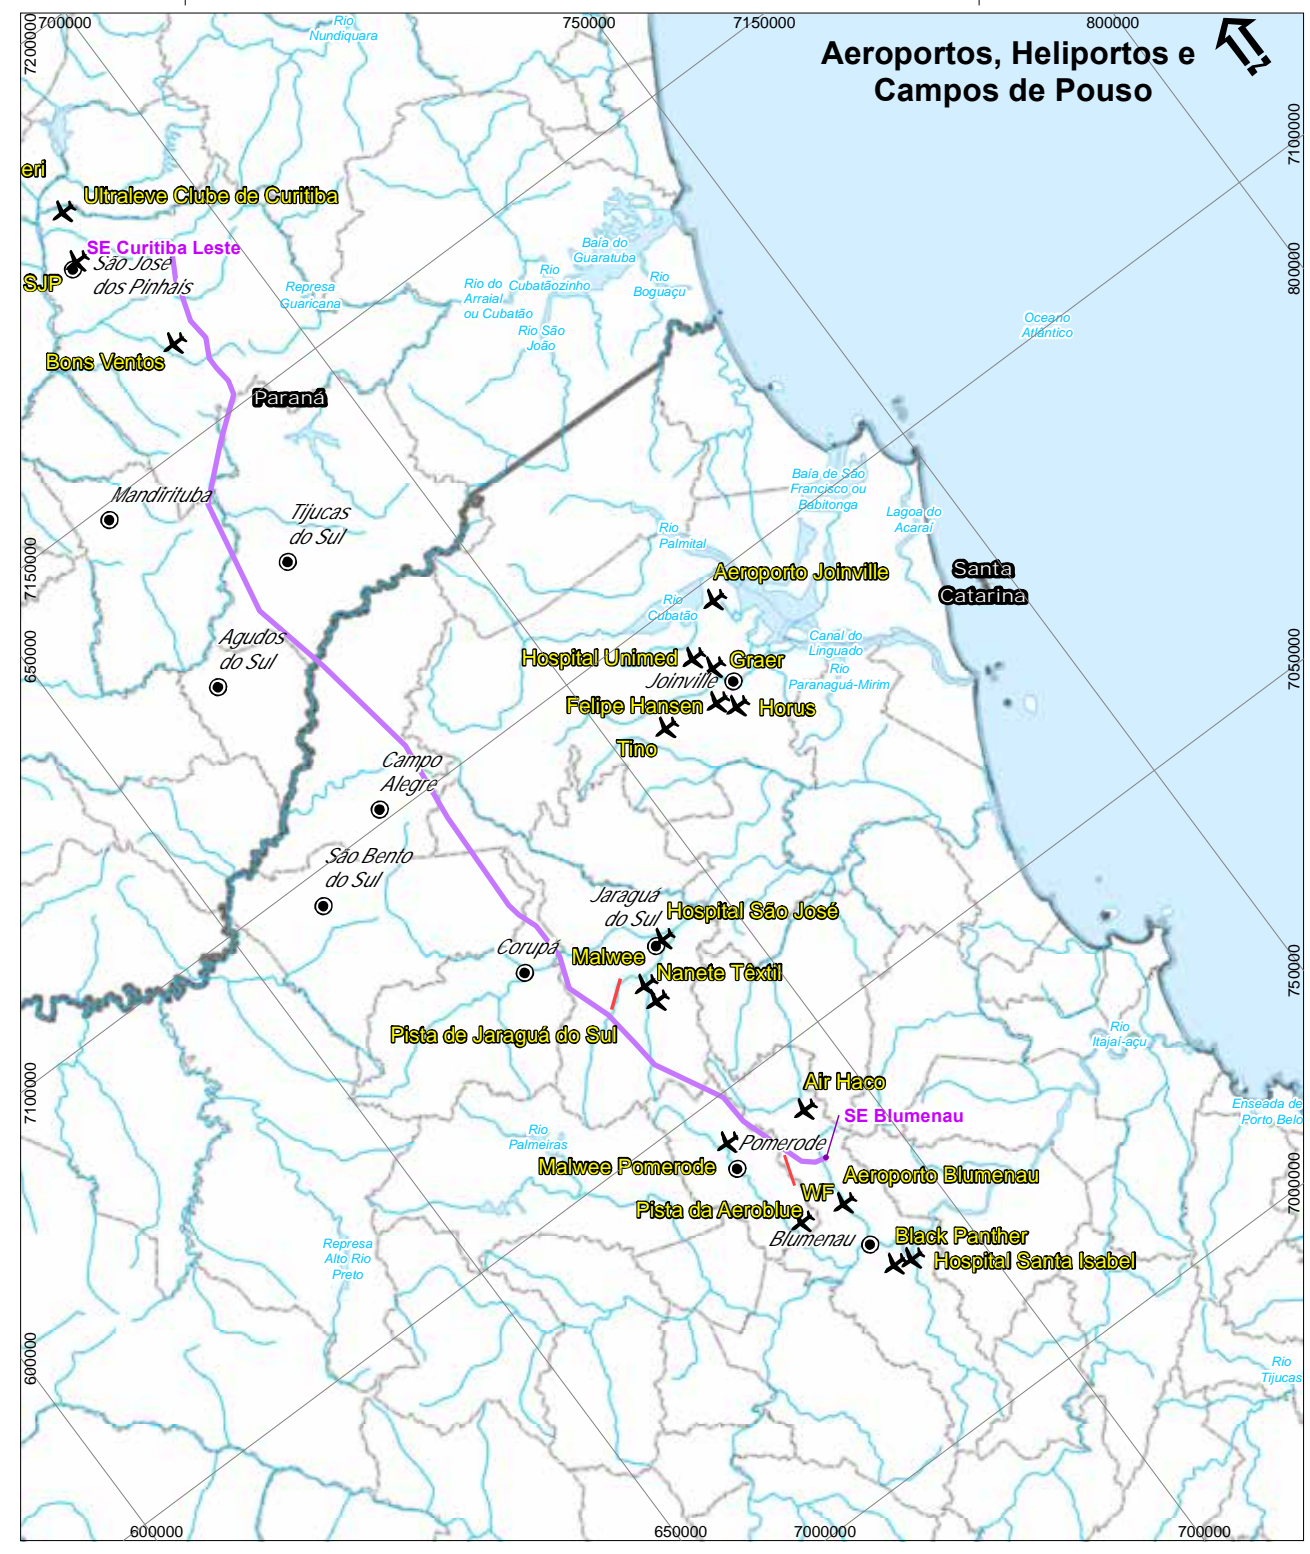 700000
750000
7150000
800000
7200000
Rio
Nundiquara
Aeroportos, Heliportos e
Campos de Pouso
7100000
eri
Ultraleve Clube de Curitiba
SE Curitiba Leste
São José
dos Pinhais
SJP
Represa
Guaricana
Baía do
Guaratuba
Rio
Cubatãozinho
Rio do
Arraial
ou Cubatão
Rio
Boguaçu
Rio São
João
800000
Oceano
Atlântico
Bons Ventos
Paraná
Mandirituba
Tijucas
do Sul
Baía de São
Francisco ou
Babitonga
Lagoa do
Acaraí
Rio
Palmital
7150000
Santa
Catarina
Aeroporto Joinville
Rio
Cubatão
Canal do
Linguado
Rio
Paranaguá-Mirim
Hospital Unimed
Graer
Joinville
Felipe Hansen
Horus
Tino
650000
Agudos
do Sul
7050000
Campo
Alegre
São Bento
do Sul
Jaraguá
do Sul
Hospital São José
Corupá
Malwee
Nanete Têxtil
Pista de Jaraguá do Sul
750000
Rio
Itajaí-açu
7100000
Air Haco
SE Blumenau
Enseada de
Porto Belo
Rio
Palmeiras
Pomerode
Malwee Pomerode
Aeroporto Blumenau
WF
Pista da Aeroblue
7000000
Blumenau
Black Panther
Hospital Santa Isabel
Represa
Alto Rio
Preto
600000
Rio
Tijucas
600000
650000
7000000
700000